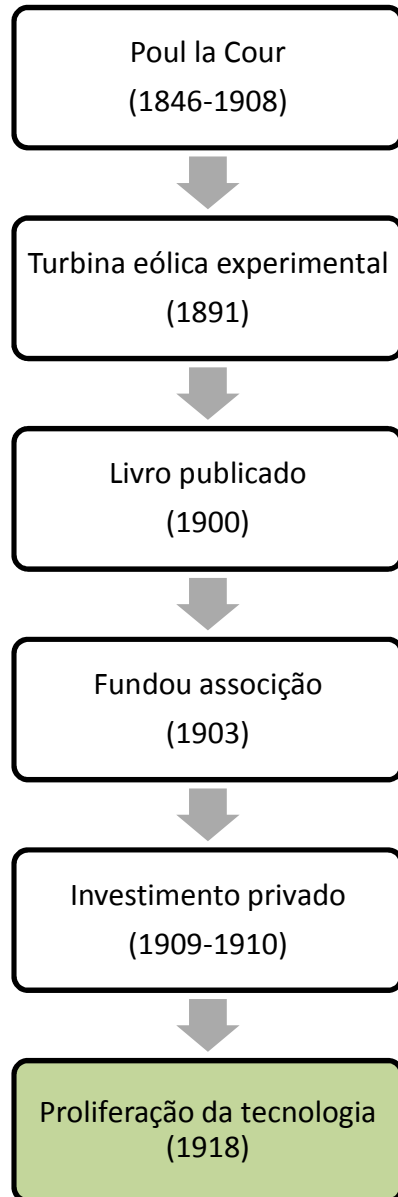 Poul la Cour
(1846-1908)
Turbina eólica experimental
(1891)
Livro publicado
(1900)
Fundou associção
(1903)
Investimento privado
(1909-1910)
Proliferação da tecnologia
(1918)